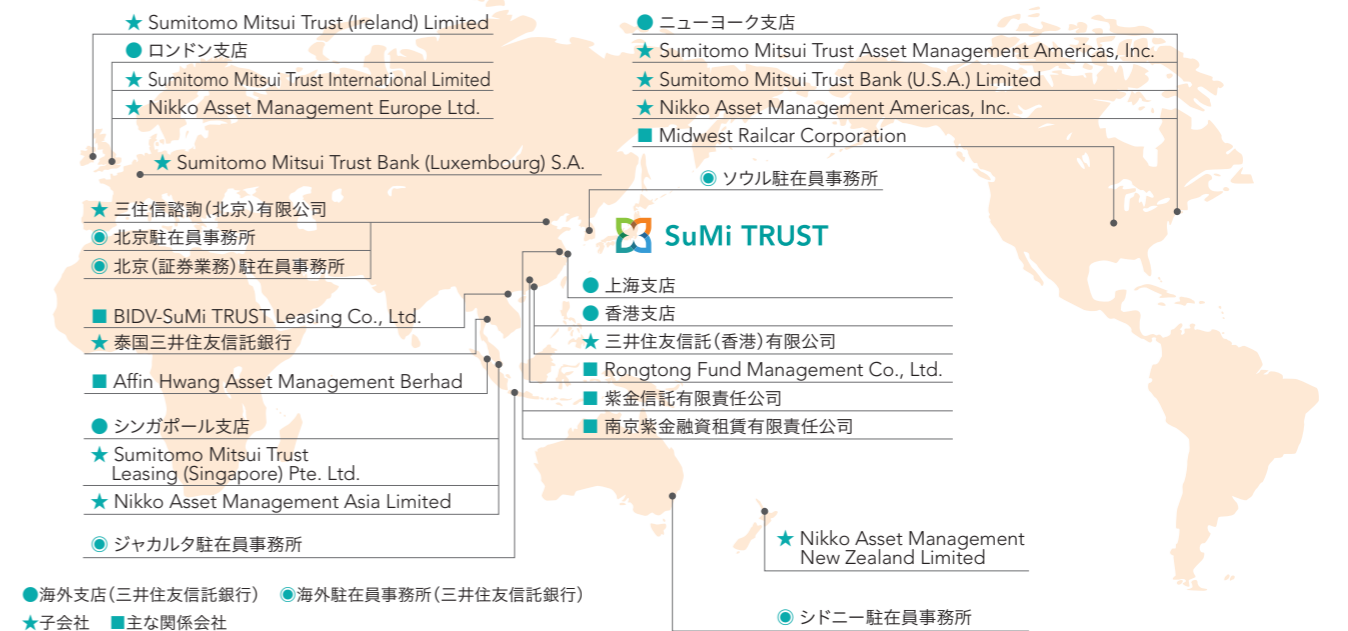 ★ Sumitomo Mitsui Trust (Ireland) Limited
● ロンドン支店
★ Sumitomo Mitsui Trust International Limited
★ Nikko Asset Management Europe Ltd.
★ Sumitomo Mitsui Trust Bank (Luxembourg) S.A.
● ニューヨーク支店
★ Sumitomo Mitsui Trust Asset Management Americas, Inc.
★ Sumitomo Mitsui Trust Bank (U.S.A.) Limited
★ Nikko Asset Management Americas, Inc.
■ Midwest Railcar Corporation
◉ ソウル駐在員事務所
★ 三住信諮詢(北京)有限公司
◉ 北京駐在員事務所
◉ 北京(証券業務)駐在員事務所
SuMi TRUST
● 上海支店
● 香港支店
★ 三井住友信託(香港)有限公司
■ Rongtong Fund Management Co., Ltd.
■ 紫金信託有限責任公司
■ 南京紫金融資租賃有限責任公司
■ BIDV-SuMi TRUST Leasing Co., Ltd.
★ 泰国三井住友信託銀行
■ Affin Hwang Asset Management Berhad
● シンガポール支店
★ Sumitomo Mitsui Trust
Leasing (Singapore) Pte. Ltd.
★ Nikko Asset Management Asia Limited
◉ ジャカルタ駐在員事務所
★ Nikko Asset Management
New Zealand Limited
◉ シドニー駐在員事務所
●海外支店(三井住友信託銀行) ◉海外駐在員事務所(三井住友信託銀行)
★子会社 ■主な関係会社